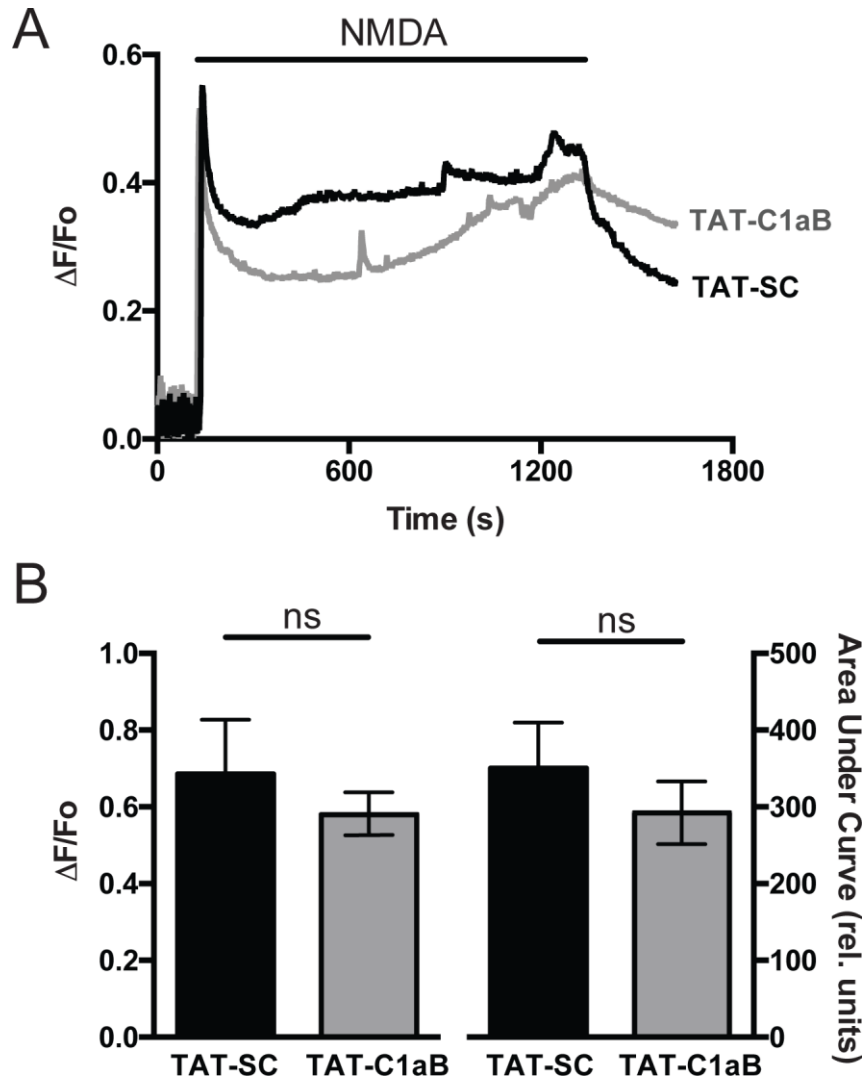 A
NMDA
0.6
0.4
0.2
0.0
ΔF/Fo
TAT-C1aB
TAT-SC
0
600
1200
1800
Time (s)
B
ns
ns
1.0
0.8
0.6
0.4
0.2
0.0
ΔF/Fo
500
400
300
200
100
0
Area Under Curve (rel. units)
TAT-SC
TAT-C1aB
TAT-SC
TAT-C1aB